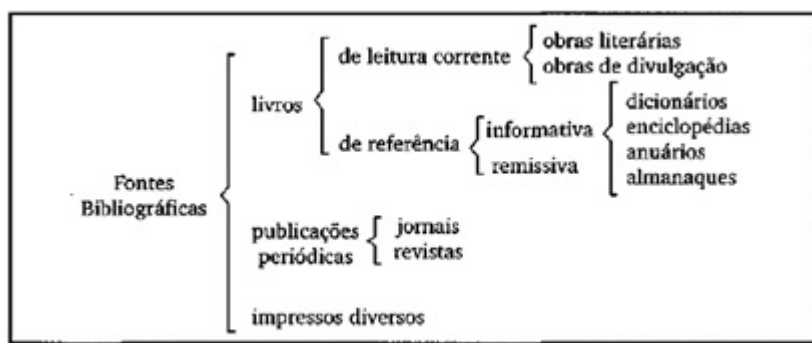 Fontes
Bibliográficas
livros
de leitura corrente
obras literárias
obras de divulgação
de referência
informativa
remissiva
dicionários
enciclopédias
anuários
almanaques
publicações
periódicas
jornais
revistas
impressos diversos